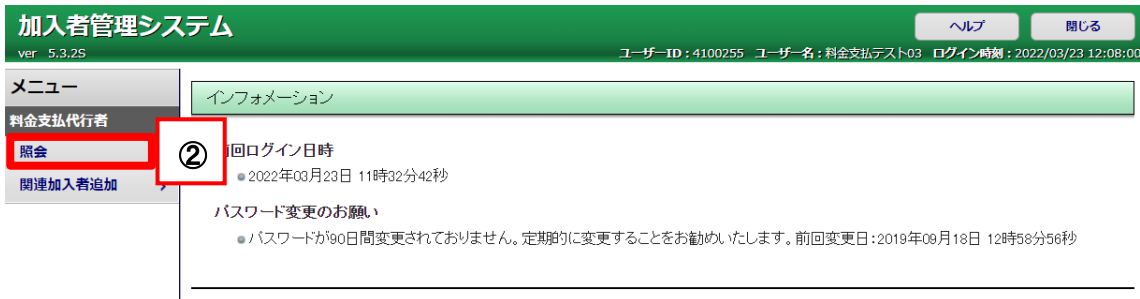 加入者管理システム
ヘルプ
閉じる
ver 5.3.2S
ユーザーID:4100255 ユーザー名:料金支払テスト03 ログイン時刻:2022/03/23 12:08:00
メニュー
インフォメーション
料金支払代行者
照会
②
前回ログイン日時
●2022年03月23日 11時32分42秒
関連加入者追加
パスワード変更のお願い
●パスワードが90日間変更されておりません。定期的に変更することをお勧めいたします。前回変更日:2019年09月18日 12時58分56秒